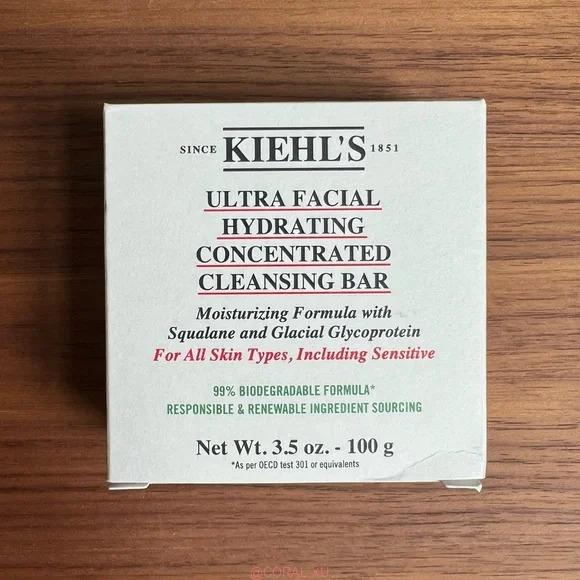 SINCE KIEHL'S 1851
ULTRA FACIAL
HYDRATING
CONCENTRATED
CLEANSING BAR
Moisturizing Formula with
Squalane and Glacial Glycoprotein
For All Skin Types, Including Sensitive
99% BIODEGRADABLE FORMULA*
RESPONSIBLE & RENEWABLE INGREDIENT SOURCING
Net Wt. 3.5 oz. - 100 g
*As per OECD test 301 or equivalents
@CORAL_XU